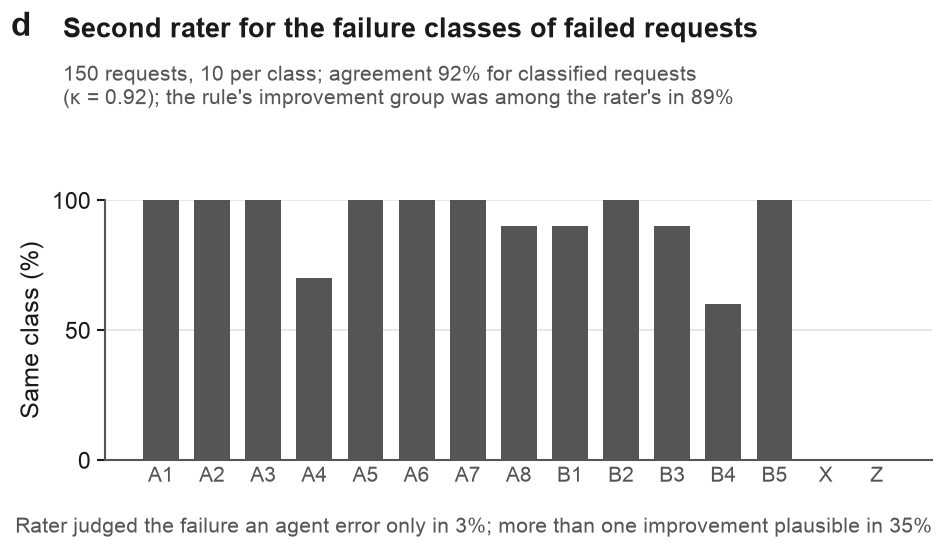 d Second rater for the failure classes of failed requests
150 requests, 10 per class; agreement 92% for classified requests
(κ = 0.92); the rule's improvement group was among the rater's in 89%
100
50
0
Same class (%)
A1 A2 A3 A4 A5 A6 A7 A8 B1 B2 B3 B4 B5 X Z
Rater judged the failure an agent error only in 3%; more than one improvement plausible in 35%